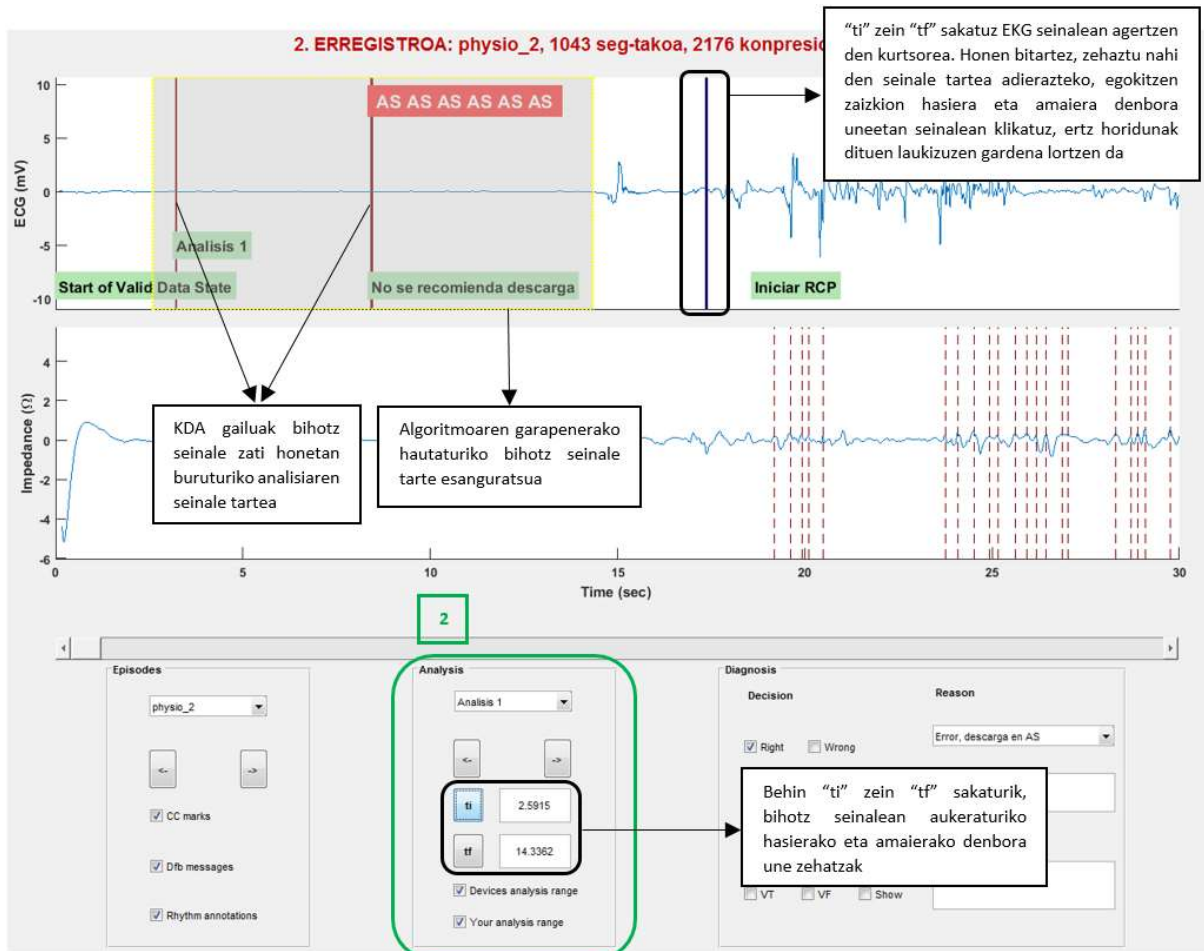 2. ERREGISTROA: physio_2, 1043 seg-takoa, 2176 konpresi
"ti" zein "tf" sakatuz EKG seinalean agertzen
den kurtsorea. Honen bitartez, zehaztu nahi
den seinale tartea adierazteko, egokitzen
zaizkion hasiera eta amaiera denbora
uneetan seinalean klikatuz, ertz horidunak
dituen laukizuzen gardena lortzen da
10
5
0
-5
-10
ECG (mV)
AS AS AS AS AS AS
Analisis 1
Start of Valid Data State
No se recomienda descarga
Iniciar RCP
4
2
0
-2
-4
-6
Impedance (Ω)
KDA gailuak bihotz
seinale zati honetan
buruturiko analisiaren
seinale tartea
Algoritmoaren garapenerako
hautaturiko bihotz seinale
tarte esanguratsua
0 5 10 15 20 25 30
Time (sec)
2
Episodes
physio_2
<- ->
CC marks
Dfb messages
Rhythm annotations
Analysis
Analisis 1
<- ->
ti 2.5915
tf 14.3362
Devices analysis range
Your analysis range
Diagnosis
Decision Reason
Right Wrong Error, descarga en AS
Behin "ti" zein "tf" sakaturik,
bihotz seinalean aukeraturiko
hasierako eta amaierako denbora
une zehatzak
VT VF Show